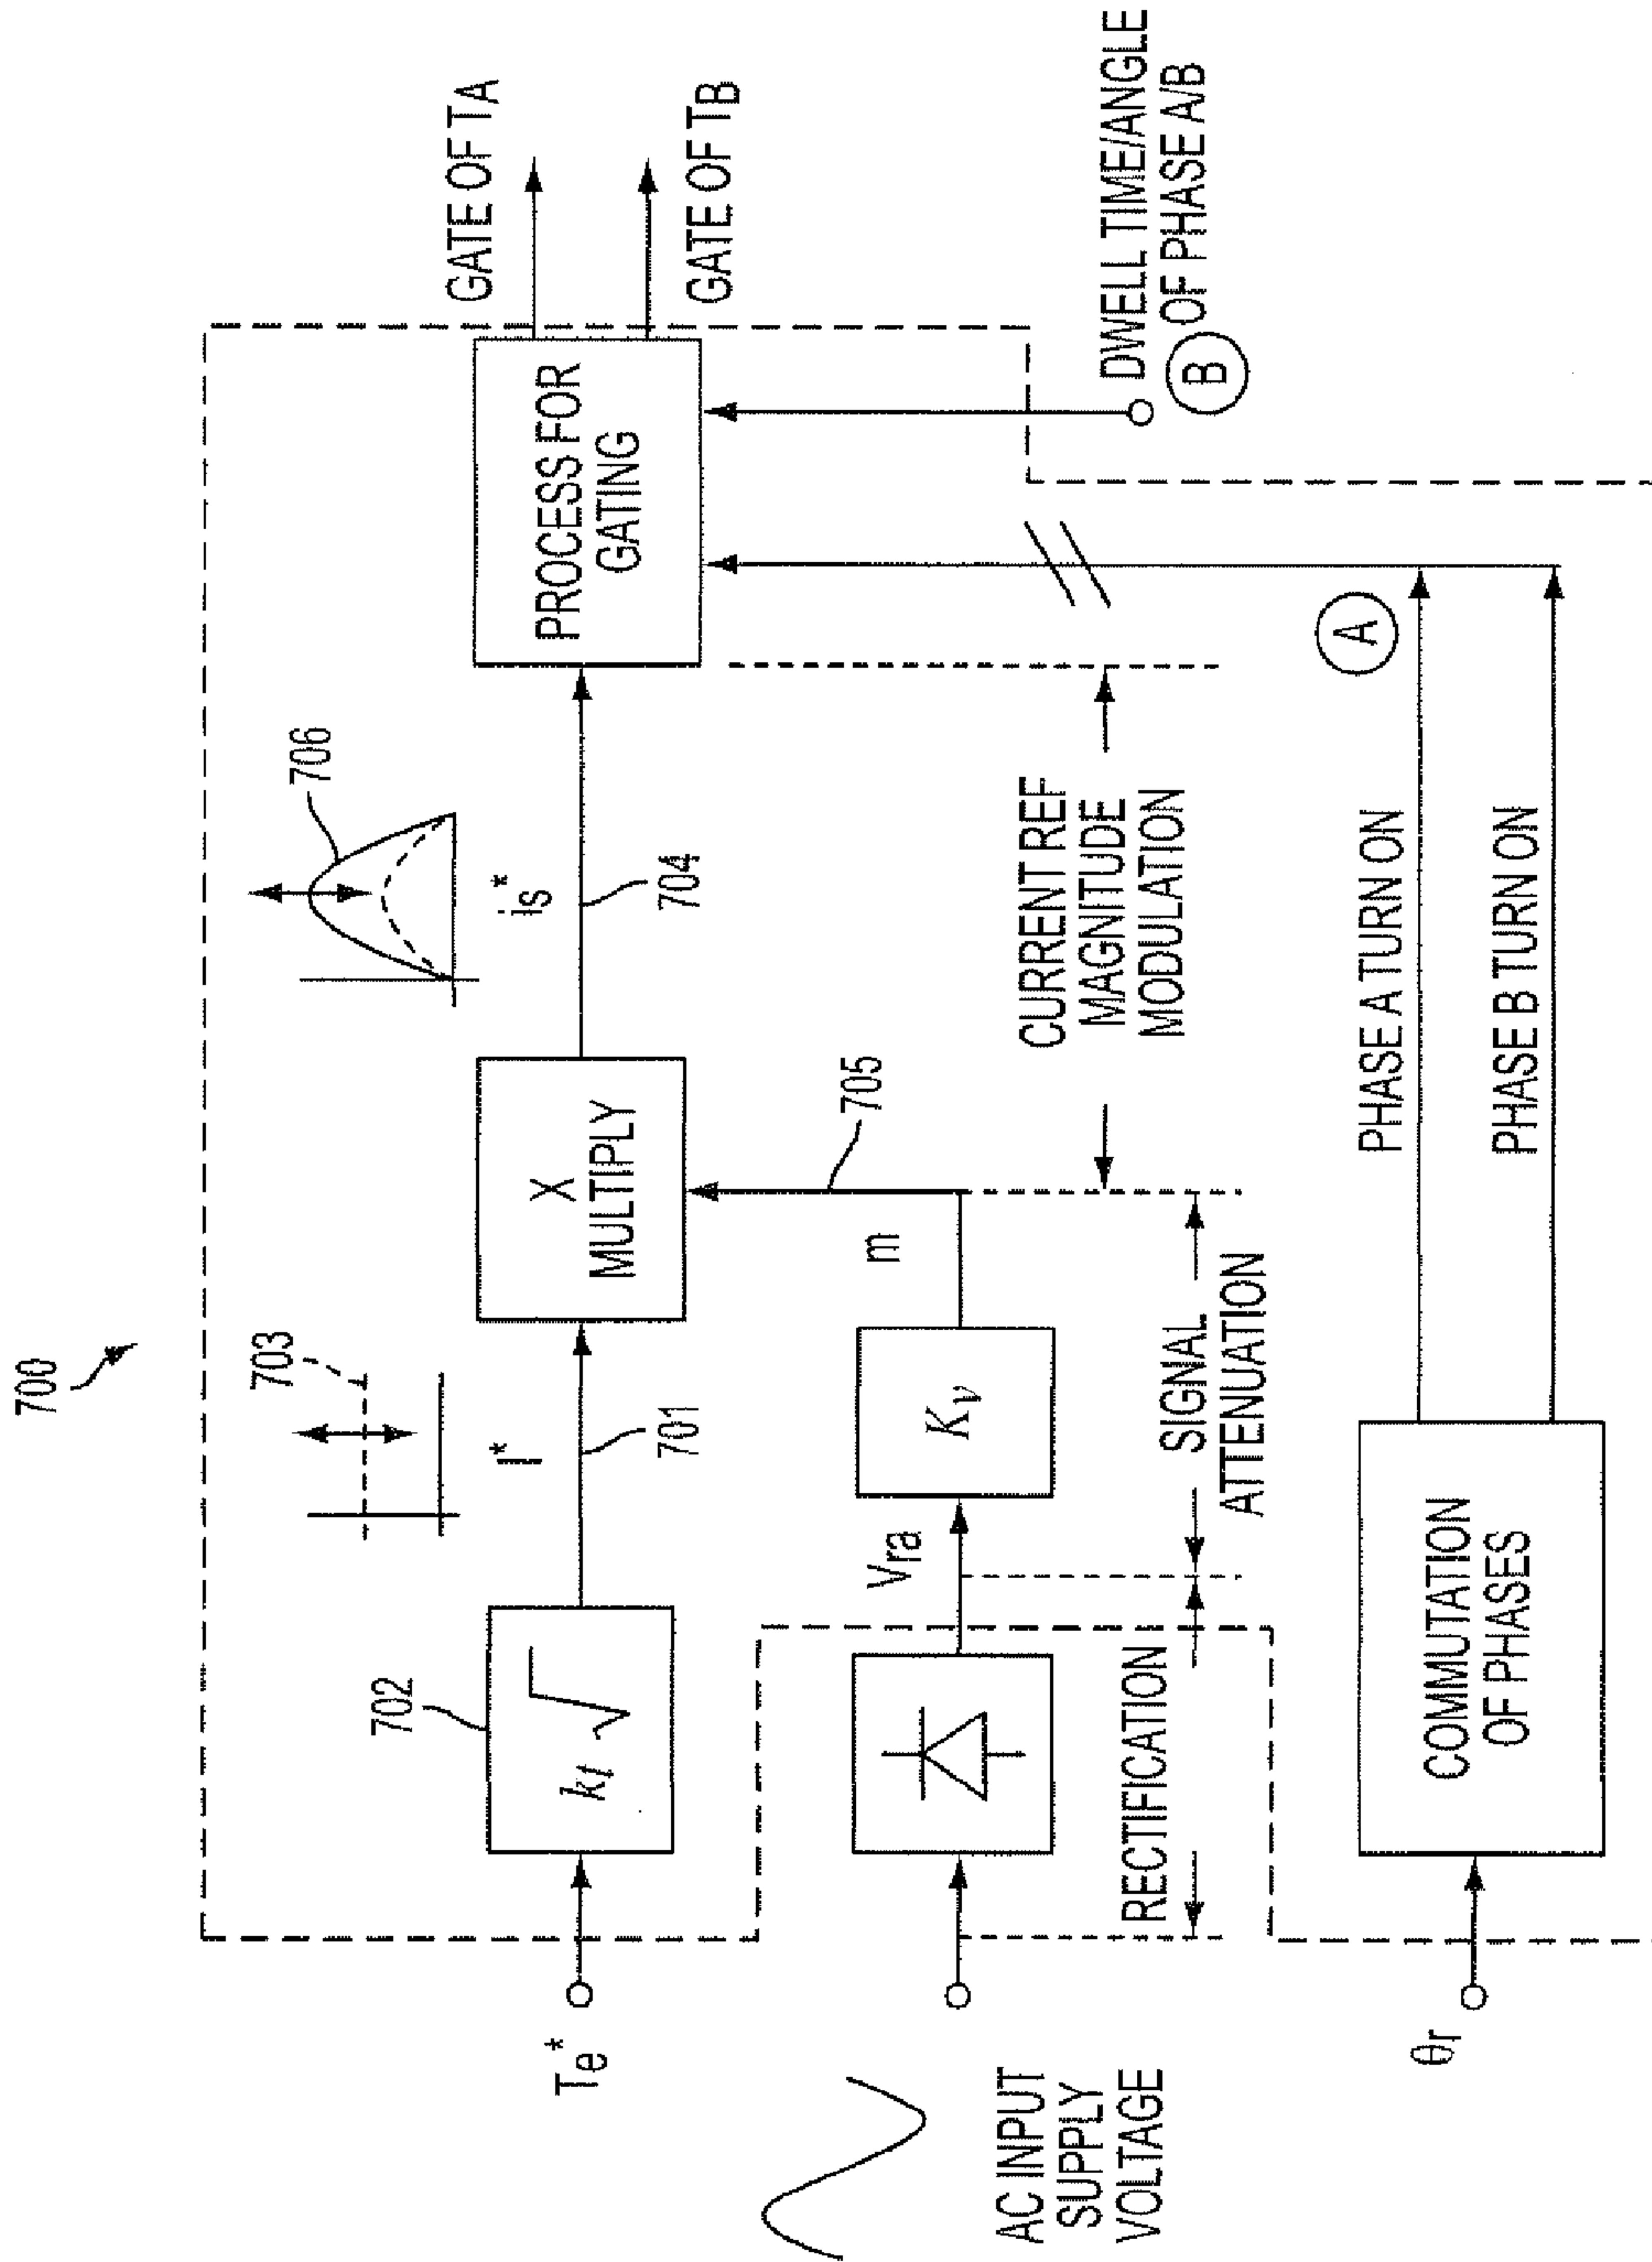 700
703
706
GATE OF TA
GATE OF TB
702
kt √
I*
701
X
MULTIPLY
is*
704
PROCESS FOR
GATING
Te*
AC INPUT
SUPPLY
VOLTAGE
Vra
Kv
m
705
RECTIFICATION
SIGNAL
ATTENUATION
CURRENT REF
MAGNITUDE
MODULATION
DWELL TIME/ANGLE
OF PHASE A/B
B
A
θr
COMMUTATION
OF PHASES
PHASE A TURN ON
PHASE B TURN ON